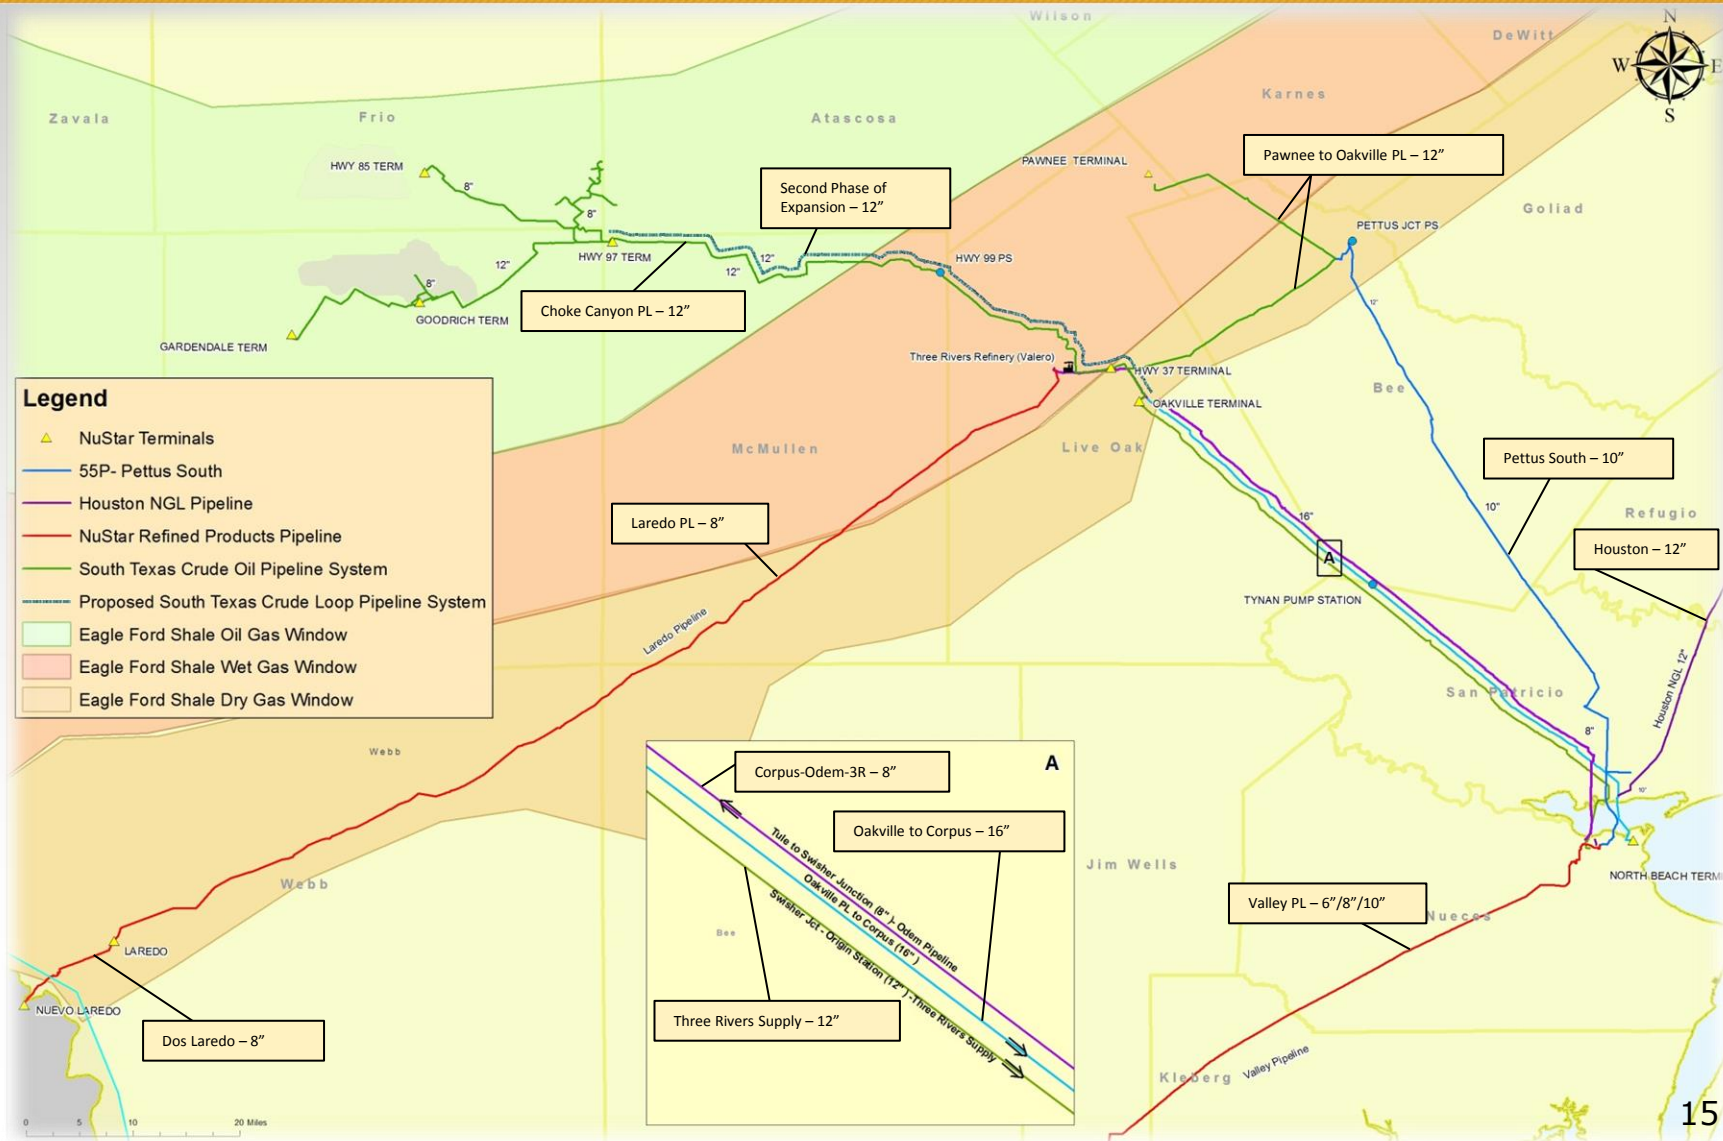 Wilson
N
DeWitt
W
E
S
Zavala
Frio
Atascosa
Karnes
HWY 85 TERM
8"
8"
Second Phase of
Expansion – 12”
PAWNEE TERMINAL
Pawnee to Oakville PL – 12”
Goliad
PETTUS JCT PS
HWY 97 TERM
12"
12"
12"
HWY 99 PS
8"
GOODRICH TERM
Choke Canyon PL – 12”
12"
GARDENDALE TERM
Three Rivers Refinery (Valero)
HWY 37 TERMINAL
OAKVILLE TERMINAL
Bee
Legend
NuStar Terminals
55P- Pettus South
Houston NGL Pipeline
NuStar Refined Products Pipeline
South Texas Crude Oil Pipeline System
Proposed South Texas Crude Loop Pipeline System
Eagle Ford Shale Oil Gas Window
Eagle Ford Shale Wet Gas Window
Eagle Ford Shale Dry Gas Window
McMullen
Live Oak
Pettus South – 10”
10"
Refugio
Laredo PL – 8”
16"
A
Houston – 12”
TYNAN PUMP STATION
Laredo Pipeline
San Patricio
Houston NGL 12"
8"
10"
Webb
Corpus-Odem-3R – 8”
A
Oakville to Corpus – 16”
Tule to Swisher Junction (8" )- Odem Pipeline
Oakville PL to Corpus (16" )
Swisher Jct - Origin Station (12" ) -Three Rivers Supply
Bee
Three Rivers Supply – 12”
Jim Wells
NORTH BEACH TERMI
Valley PL – 6”/8”/10”
Nueces
Webb
LAREDO
NUEVO LAREDO
Dos Laredo – 8”
Kleberg
Valley Pipeline
0 5 10 20 Miles
15